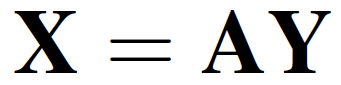 X = AY